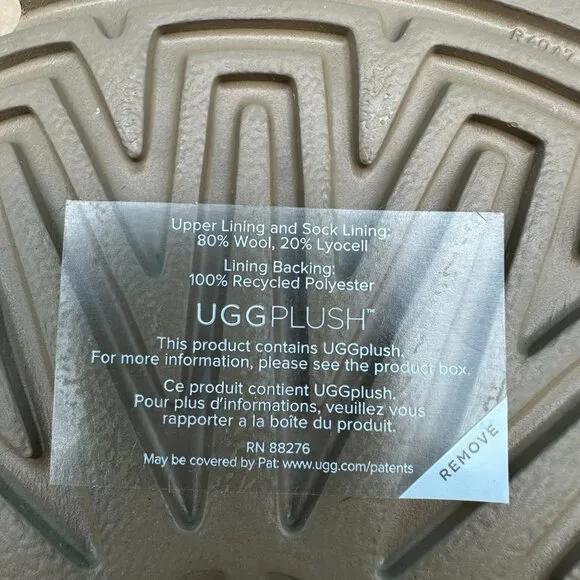 Upper Lining and Sock Lining:
80% Wool, 20% Lyocell
Lining Backing:
100% Recycled Polyester
UGGPLUSH™
This product contains UGGplush.
For more information, please see the product box.
Ce produit contient UGGplush.
Pour plus d'informations, veuillez vous
rapporter a la boîte du produit.
RN 88276
May be covered by Pat: www.ugg.com/patents
REMOVE